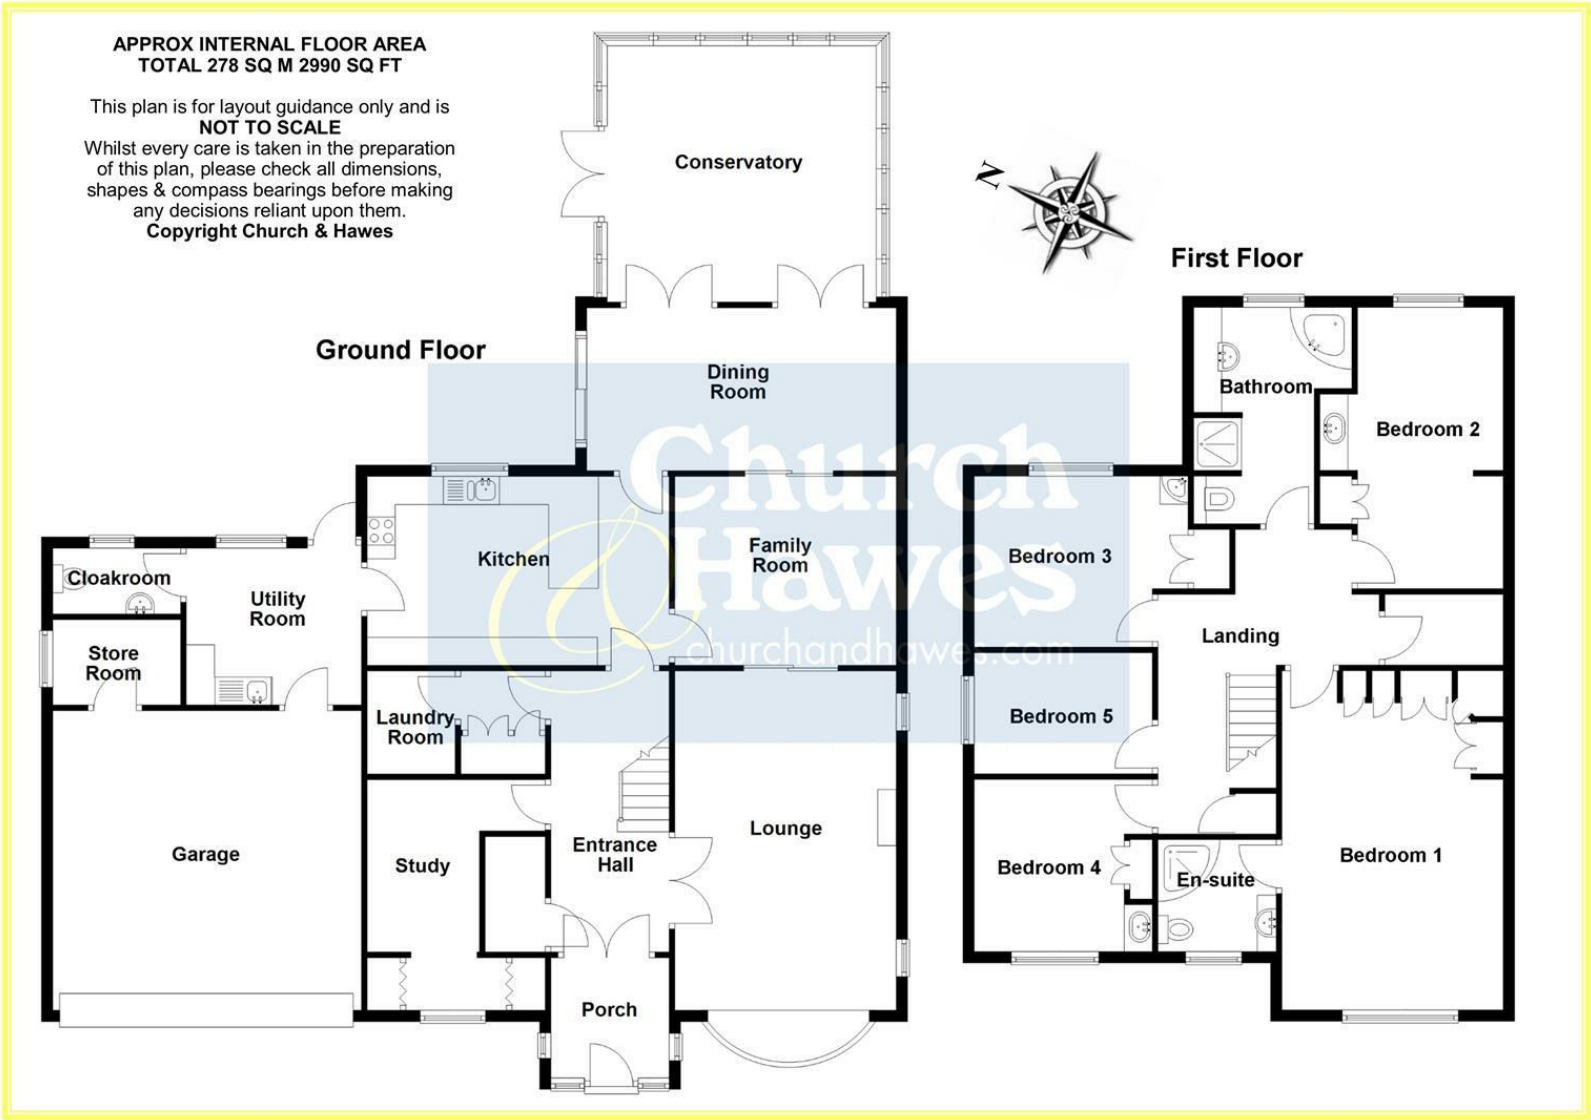 APPROX INTERNAL FLOOR AREA
TOTAL 278 SQ M 2990 SQ FT
This plan is for layout guidance only and is
NOT TO SCALE
Whilst every care is taken in the preparation
of this plan, please check all dimensions,
shapes & compass bearings before making
any decisions reliant upon them.
Copyright Church & Hawes
Conservatory
N
First Floor
Ground Floor
Dining
Room
Bathroom
Bedroom 2
Church
& Hawes
churchandhawes.com
Kitchen
Family
Room
Bedroom 3
Cloakroom
Utility
Room
Landing
Store
Room
Laundry
Room
Bedroom 5
Garage
Study
Entrance
Hall
Lounge
Bedroom 4
En-suite
Bedroom 1
Porch